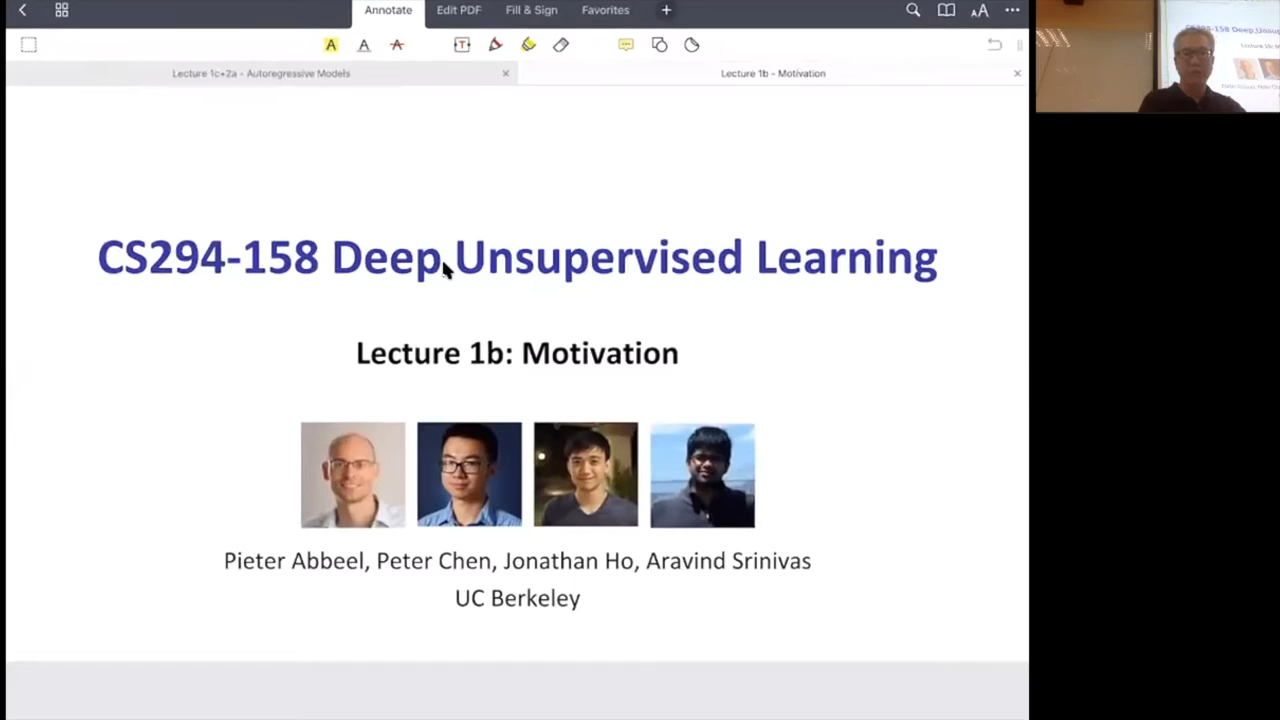 Annotate Edit PDF Fill & Sign Favorites + AA
A A A T
Lecture 1c+2a - Autoregressive Models × Lecture 1b - Motivation ×
CS294-158 Deep Unsupervised Learning
Lecture 1b: Motivation
Pieter Abbeel, Peter Chen, Jonathan Ho, Aravind Srinivas
UC Berkeley